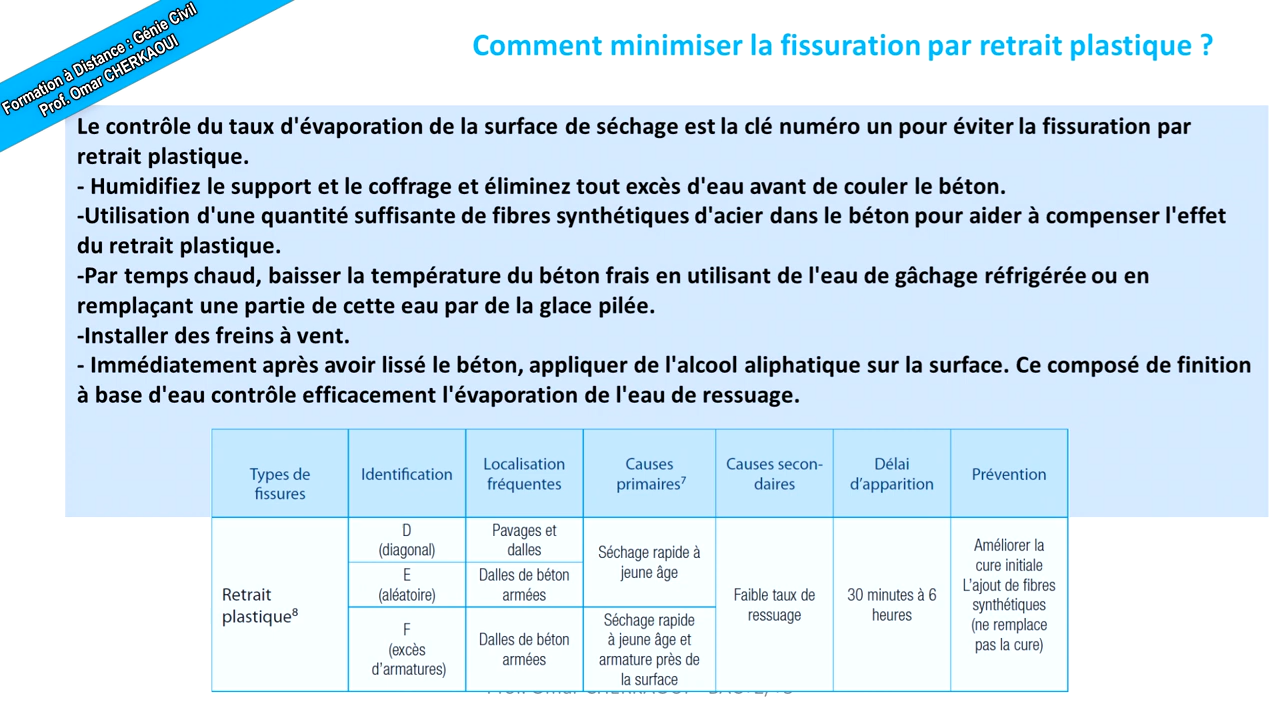 Formation à Distance : Génie Civil
Prof. Omar CHERKAOUI
Comment minimiser la fissuration par retrait plastique ?
Le contrôle du taux d'évaporation de la surface de séchage est la clé numéro un pour éviter la fissuration par
retrait plastique.
- Humidifiez le support et le coffrage et éliminez tout excès d'eau avant de couler le béton.
-Utilisation d'une quantité suffisante de fibres synthétiques d'acier dans le béton pour aider à compenser l'effet
du retrait plastique.
-Par temps chaud, baisser la température du béton frais en utilisant de l'eau de gâchage réfrigérée ou en
remplaçant une partie de cette eau par de la glace pilée.
-Installer des freins à vent.
- Immédiatement après avoir lissé le béton, appliquer de l'alcool aliphatique sur la surface. Ce composé de finition
à base d'eau contrôle efficacement l'évaporation de l'eau de ressuage.
Types de
fissures
Identification
Localisation
fréquentes
Causes
primaires⁷
Causes secon-
daires
Délai
d'apparition
Prévention
Retrait
plastique⁸
D
(diagonal)
Pavages et
dalles
Séchage rapide à
jeune âge
E
(aléatoire)
Dalles de béton
armées
F
(excès
d'armatures)
Dalles de béton
armées
Séchage rapide
à jeune âge et
armature près de
la surface
Faible taux de
ressuage
30 minutes à 6
heures
Améliorer la
cure initiale
L'ajout de fibres
synthétiques
(ne remplace
pas la cure)